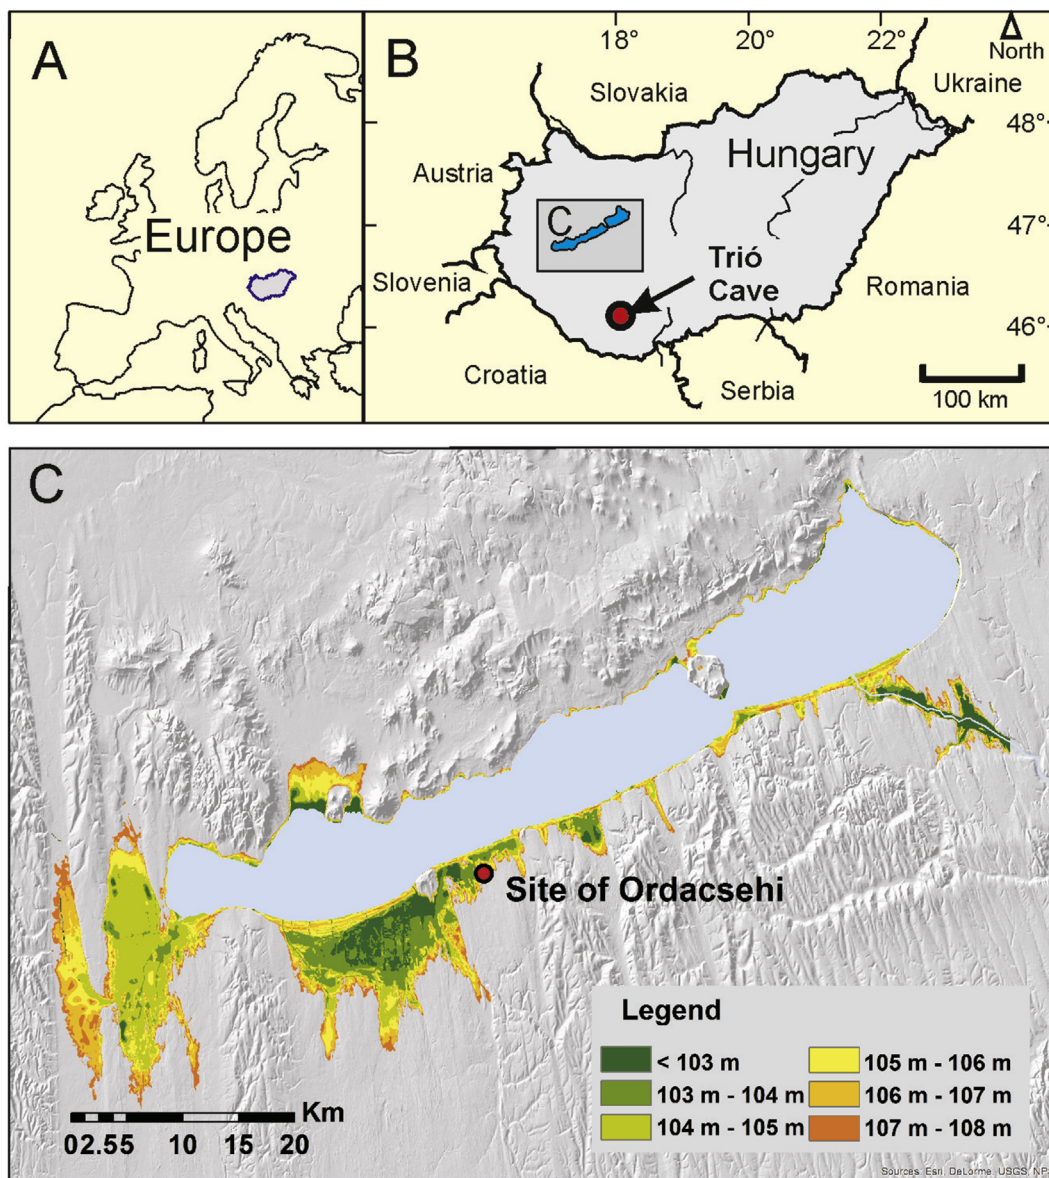 A
Europe
B
18°
20°
22°
North
Slovakia
Ukraine
48°
Austria
Hungary
47°
C
Slovenia
Trió
Cave
Romania
46°
Croatia
Serbia
100 km
C
Site of Ordacsehi
Legend
< 103 m
105 m - 106 m
103 m - 104 m
106 m - 107 m
104 m - 105 m
107 m - 108 m
Km
02.55 10 15 20
Sources: Esri, DeLorme, USGS, NPS